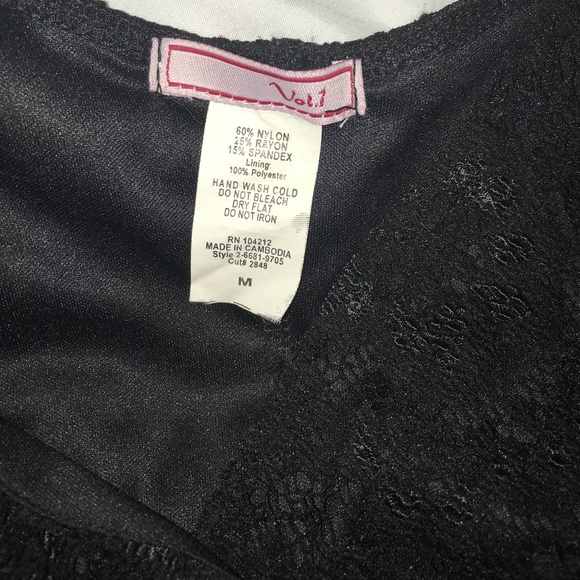 Vol.1
60% NYLON
25% RAYON
15% SPANDEX
Lining
100% Polyester
HAND WASH COLD
DO NOT BLEACH
DRY FLAT
DO NOT IRON
RN 104212
MADE IN CAMBODIA
Style 2-6681-9705
Cut# 2848
M